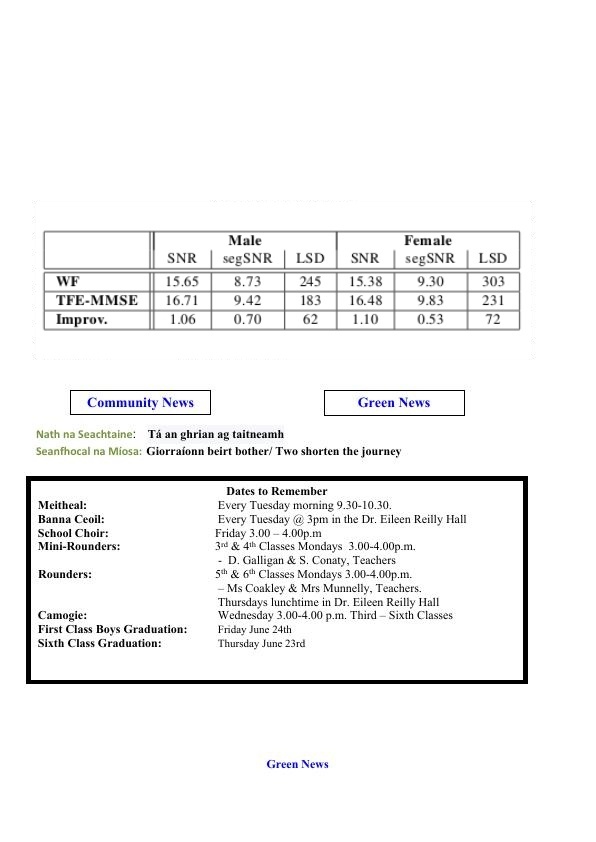 Male Female
SNR segSNR LSD SNR segSNR LSD
WF 15.65 8.73 245 15.38 9.30 303
TFE-MMSE 16.71 9.42 183 16.48 9.83 231
Improv. 1.06 0.70 62 1.10 0.53 72
Community News Green News
Nath na Seachtaine: Tá an ghrian ag taitneamh
Seanfhocal na Míosa: Giorraíonn beirt bother/ Two shorten the journey
Dates to Remember
Meitheal: Every Tuesday morning 9.30-10.30.
Banna Ceoil: Every Tuesday @ 3pm in the Dr. Eileen Reilly Hall
School Choir: Friday 3.00 – 4.00p.m
Mini-Rounders: 3rd & 4th Classes Mondays 3.00-4.00p.m.
- D. Galligan & S. Conaty, Teachers
Rounders: 5th & 6th Classes Mondays 3.00-4.00p.m.
– Ms Coakley & Mrs Munnelly, Teachers.
Thursdays lunchtime in Dr. Eileen Reilly Hall
Camogie: Wednesday 3.00-4.00 p.m. Third – Sixth Classes
First Class Boys Graduation: Friday June 24th
Sixth Class Graduation: Thursday June 23rd
Green News